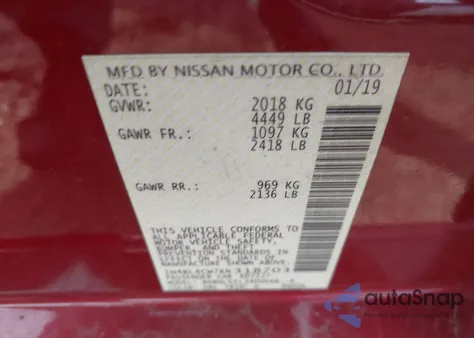 MFD BY NISSAN MOTOR CO., LTD.
DATE: 01/19
GVWR: 2018 KG
4449 LB
GAWR FR.: 1097 KG
2418 LB
GAWR RR.: 969 KG
2136 LB
THIS VEHICLE CONFORMS TO
ALL APPLICABLE FEDERAL
MOTOR VEHICLE SAFETY,
BUMPER, AND THEFT
PREVENTION STANDARDS IN
EFFECT ON THE DATE OF
MANUFACTURE SHOWN ABOVE.
PASSENGER CAR
autoSnap